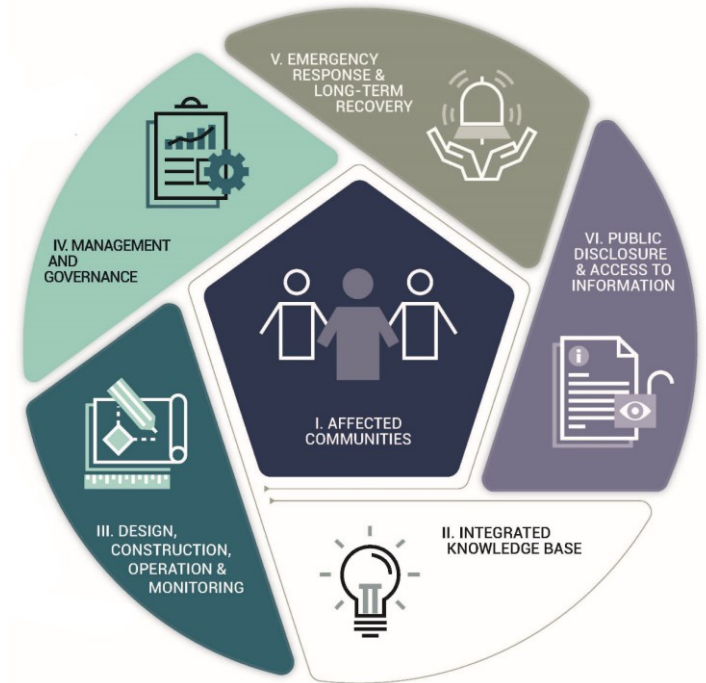 V. EMERGENCY
RESPONSE &
LONG-TERM
RECOVERY
IV. MANAGEMENT
AND
GOVERNANCE
VI. PUBLIC
DISCLOSURE
& ACCESS TO
INFORMATION
i
I. AFFECTED
COMMUNITIES
III. DESIGN,
CONSTRUCTION,
OPERATION &
MONITORING
II. INTEGRATED
KNOWLEDGE BASE